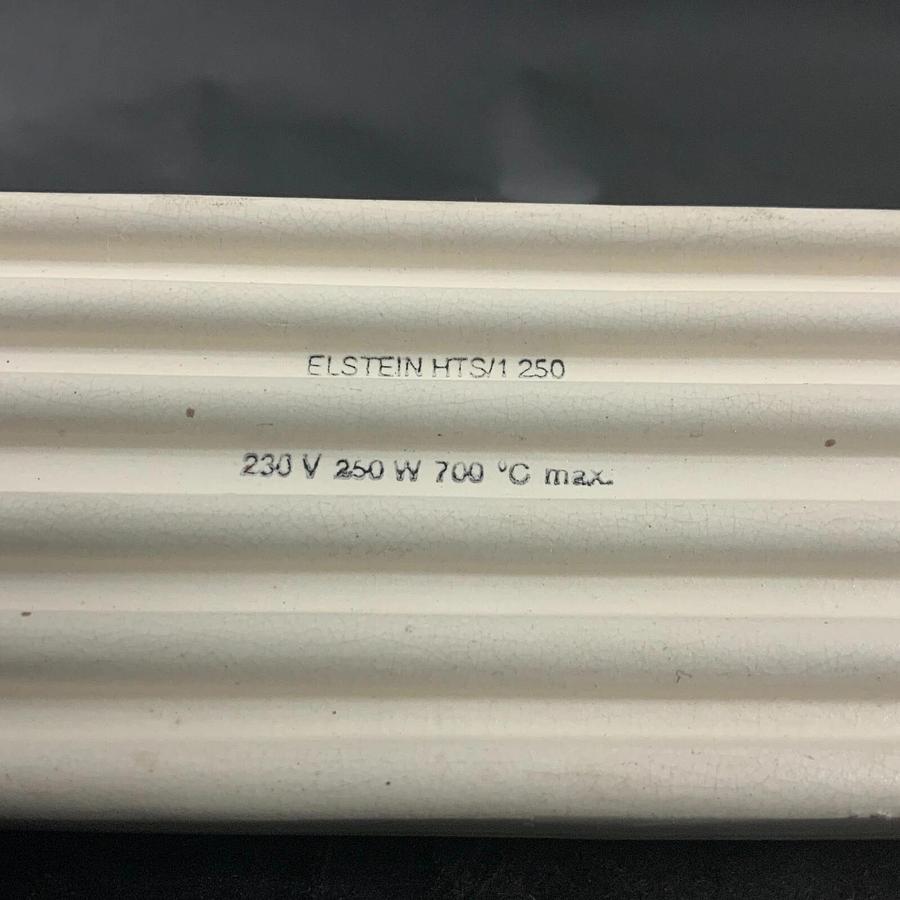 ELSTEIN HTS/1 250
230 V 250 W 700 °C max.